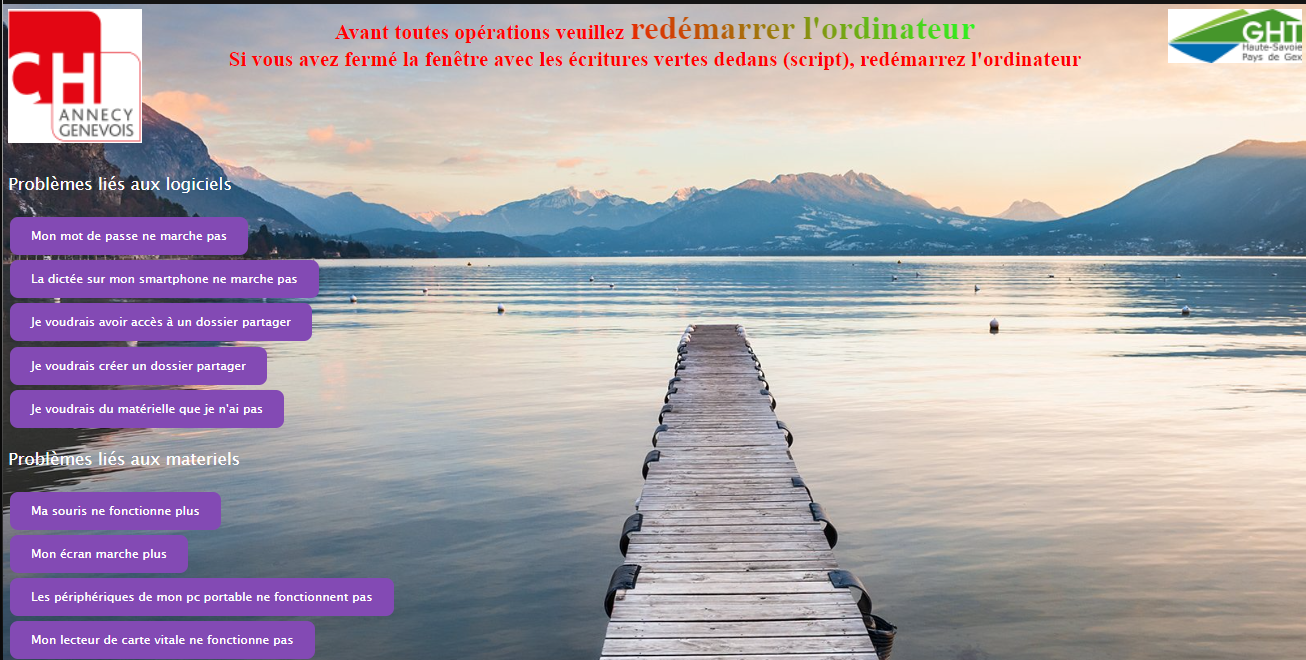 CH
ANNECY
GENEVOIS
Avant toutes opérations veuillez redémarrer l'ordinateur
Si vous avez fermé la fenêtre avec les écritures vertes dedans (script), redémarrez l'ordinateur
GHT
Haute-Savoie
Pays de Gex
Problèmes liés aux logiciels
Mon mot de passe ne marche pas
La dictée sur mon smartphone ne marche pas
Je voudrais avoir accès à un dossier partager
Je voudrais créer un dossier partager
Je voudrais du matérielle que je n'ai pas
Problèmes liés aux materiels
Ma souris ne fonctionne plus
Mon écran marche plus
Les périphériques de mon pc portable ne fonctionnent pas
Mon lecteur de carte vitale ne fonctionne pas